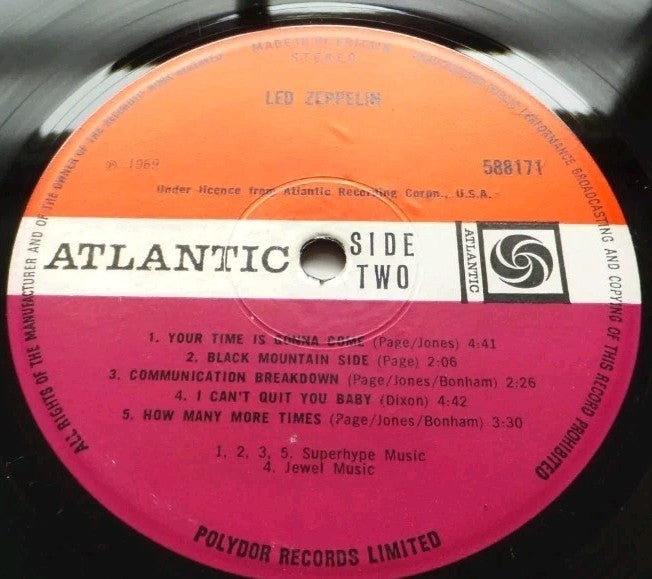 MADE IN GT. BRITAIN
STEREO
LED ZEPPELIN
℗ 1969
588171
Under licence from Atlantic Recording Corpn., U.S.A.
ATLANTIC
SIDE
TWO
ATLANTIC
1. YOUR TIME IS GONNA COME (Page/Jones) 4:41
2. BLACK MOUNTAIN SIDE (Page) 2:06
3. COMMUNICATION BREAKDOWN (Page/Jones/Bonham) 2:26
4. I CAN'T QUIT YOU BABY (Dixon) 4:42
5. HOW MANY MORE TIMES (Page/Jones/Bonham) 3:30
1, 2, 3, 5. Superhype Music
4. Jewel Music
POLYDOR RECORDS LIMITED
ALL RIGHTS OF THE MANUFACTURER AND OF THE OWNER OF THE RECORDED WORK RESERVED
UNAUTHORISED PUBLIC PERFORMANCE BROADCASTING AND COPYING OF THIS RECORD PROHIBITED